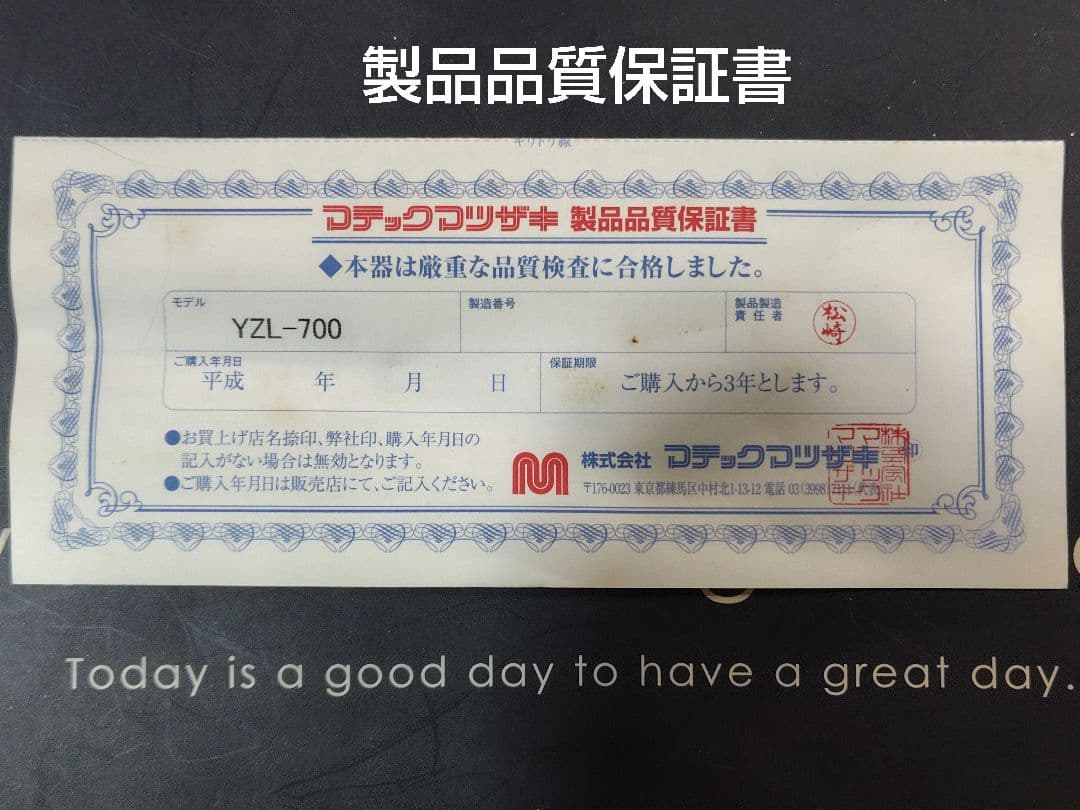 製品品質保証書
キリトリ線
マテックマツザキ 製品品質保証書
◆本器は厳重な品質検査に合格しました。
モデル
YZL-700
製造番号
製品製造
責任者
松崎
ご購入年月日
平成 年 月 日
保証期限
ご購入から3年とします。
●お買上げ店名捺印、弊社印、購入年月日の
記入がない場合は無効となります。
●ご購入年月日は販売店にて、ご記入ください。
株式会社 マテックマツザキ 印
〒176-0023 東京都練馬区中村北1-13-12 電話 03(3998)7111(代表)
Today is a good day to have a great day.